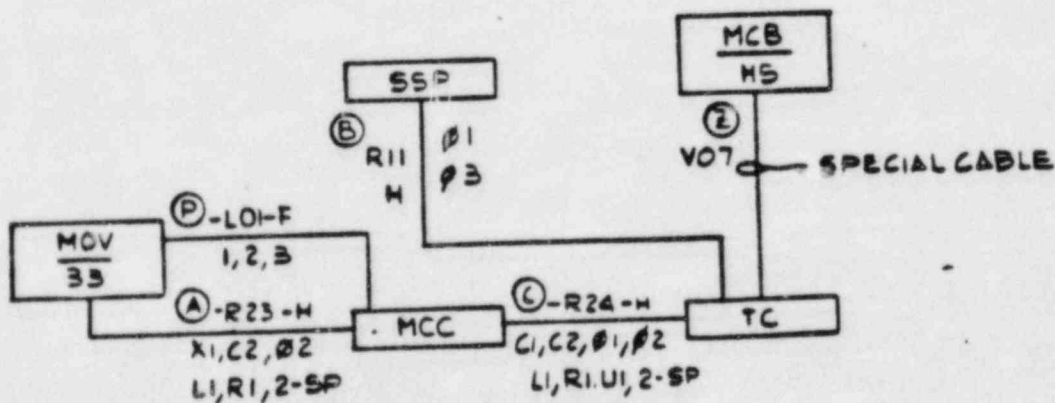 MCB
HS
SSP
Ⓑ
R11
H
Ø1
Ø3
②
V07
SPECIAL CABLE
MOV
33
Ⓟ-L01-F
1, 2, 3
Ⓐ-R23-H
X1, C2, Ø2
L1, R1, 2-SP
MCC
Ⓒ-R24-H
C1, C2, Ø1, Ø2
L1, R1. U1, 2-SP
TC